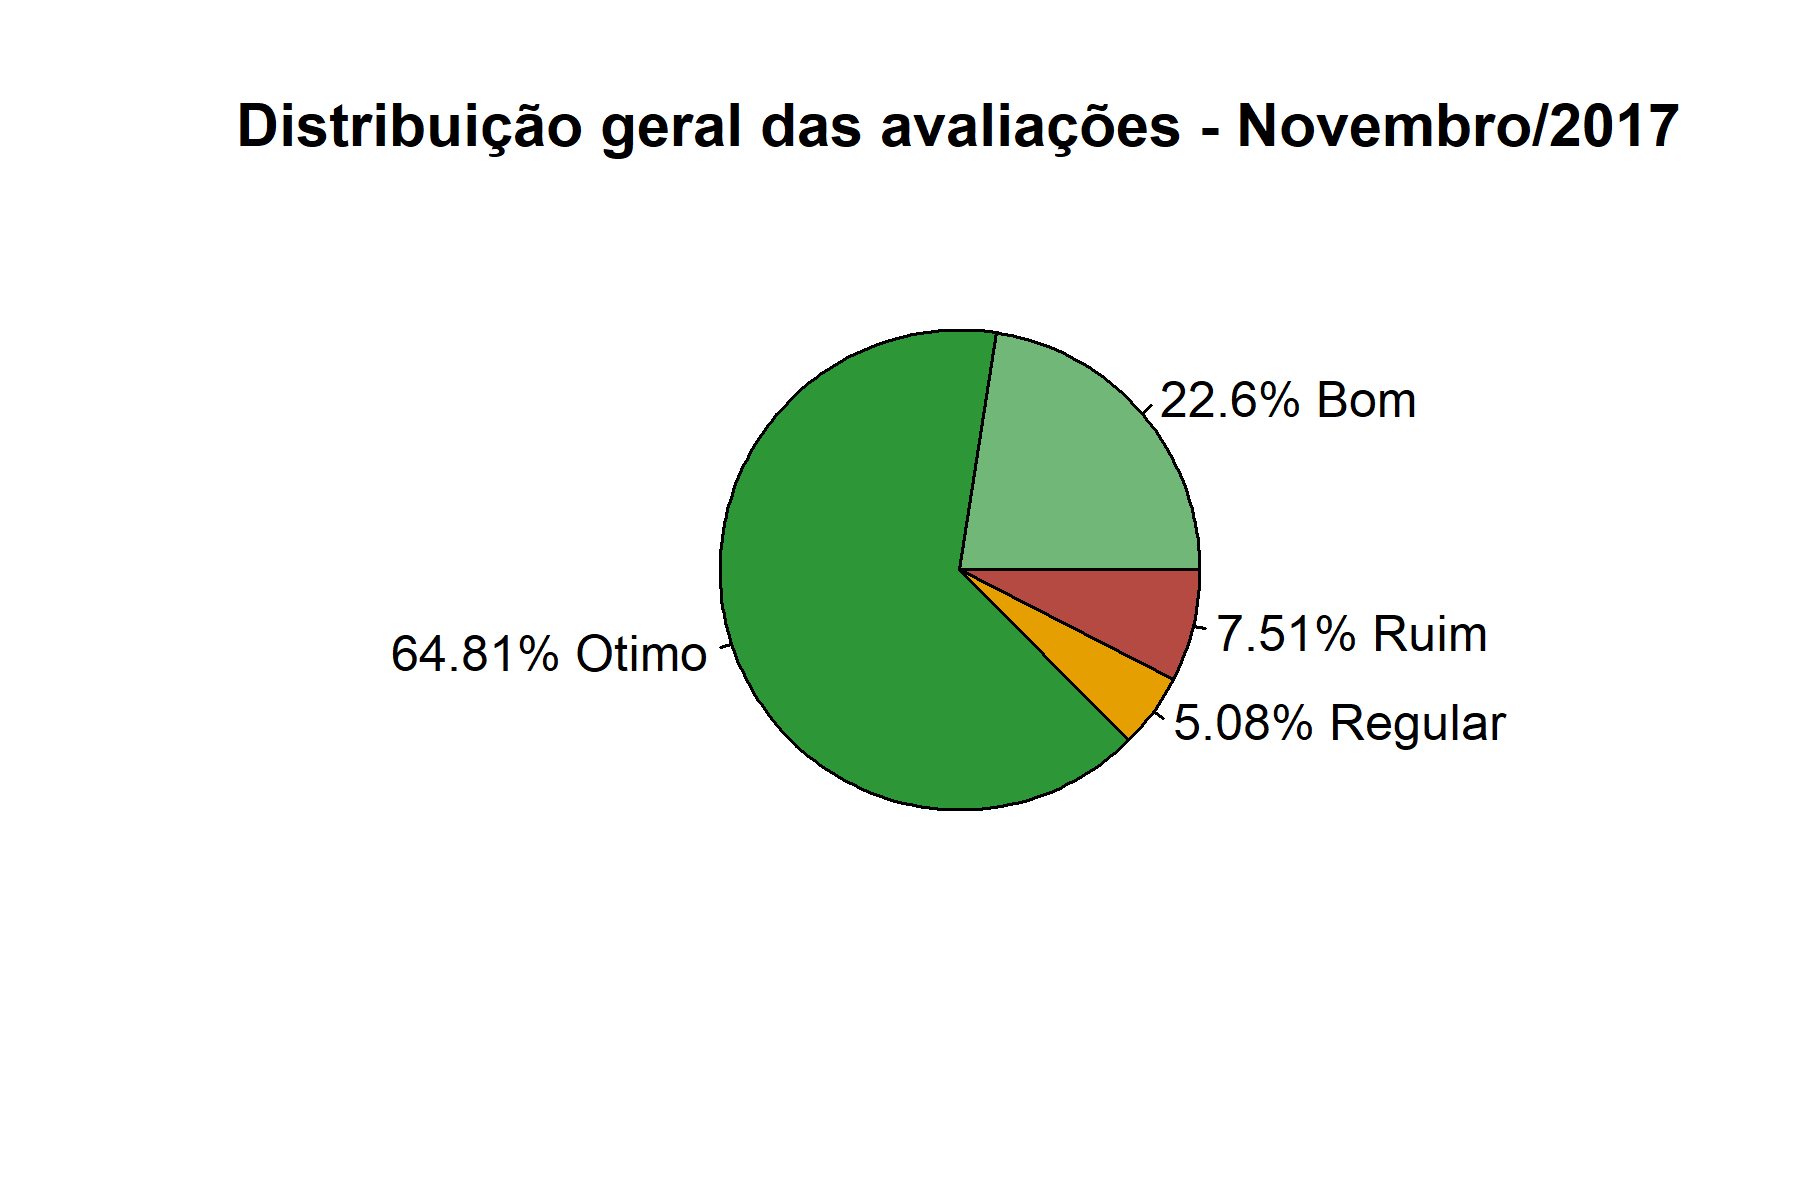 Distribuição geral das avaliações - Novembro/2017
22.6% Bom
64.81% Otimo
7.51% Ruim
5.08% Regular